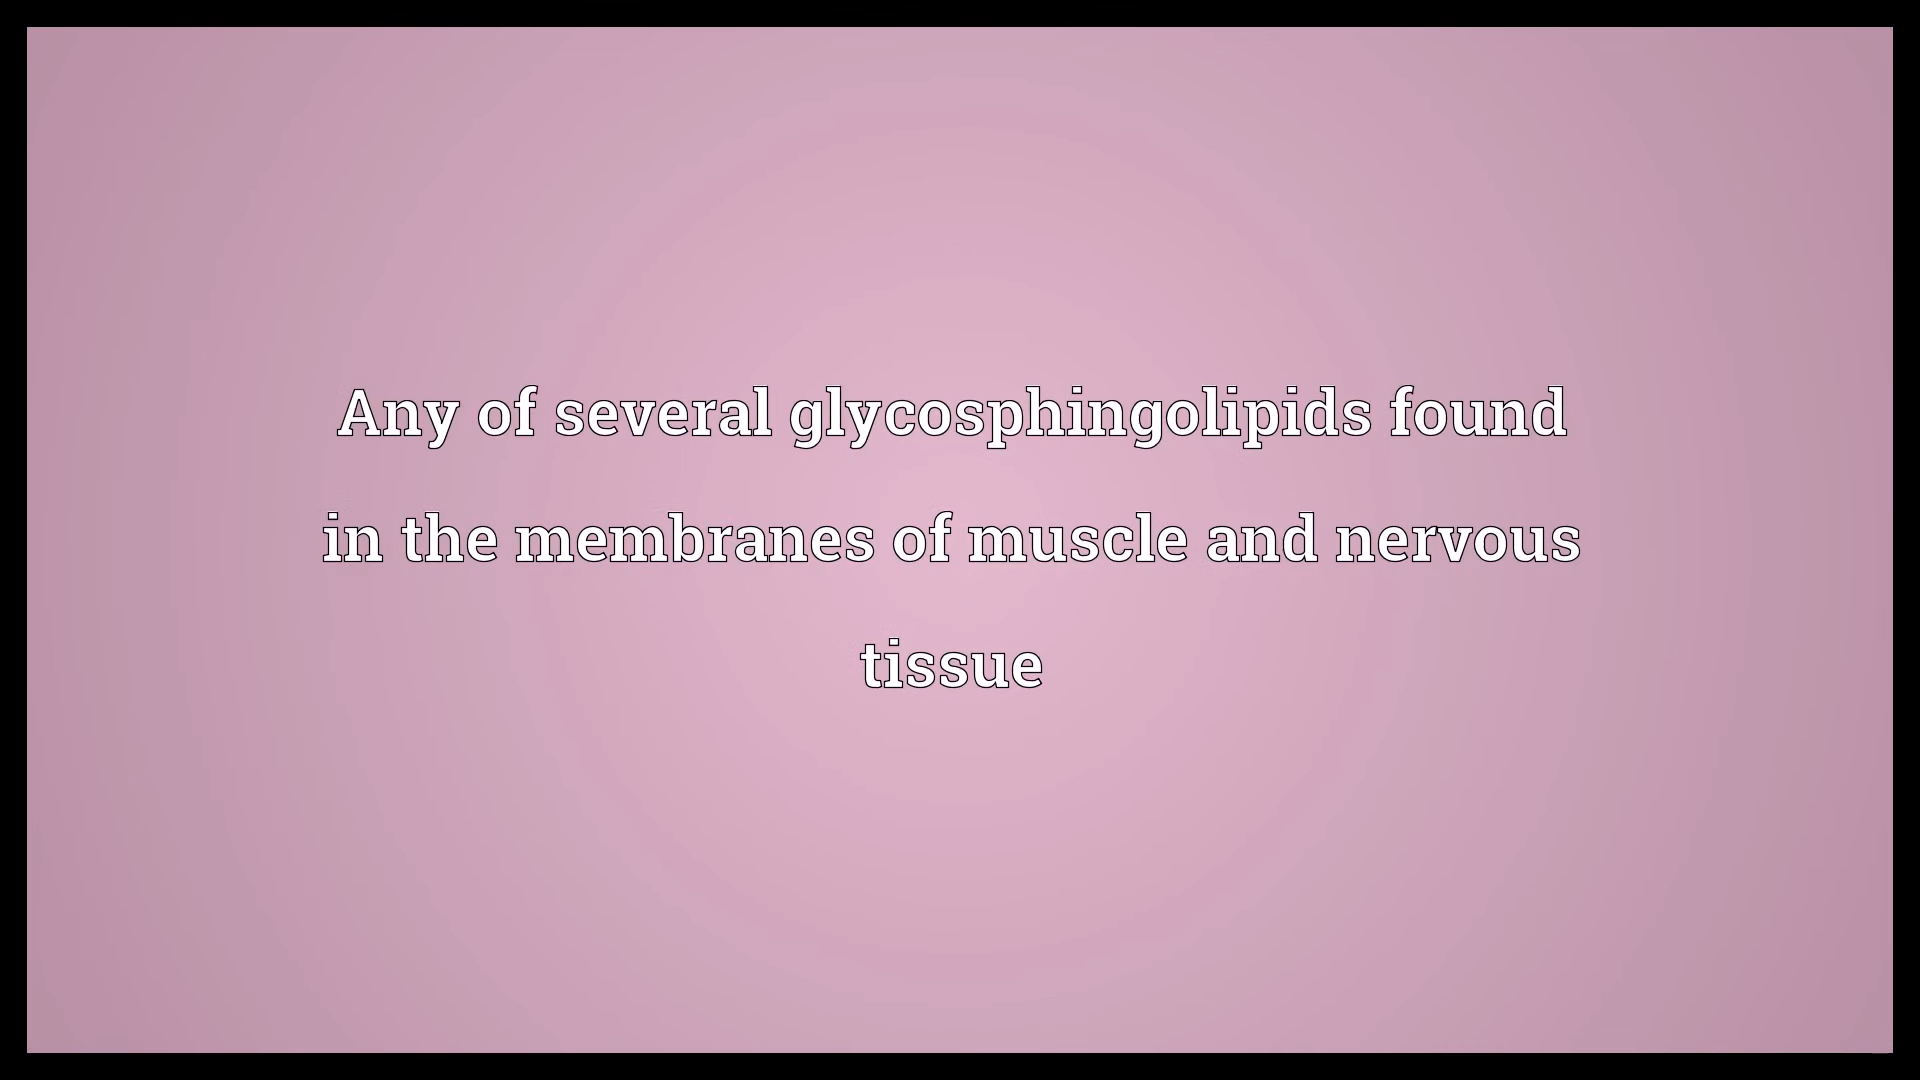 Any of several glycosphingolipids found
in the membranes of muscle and nervous
tissue